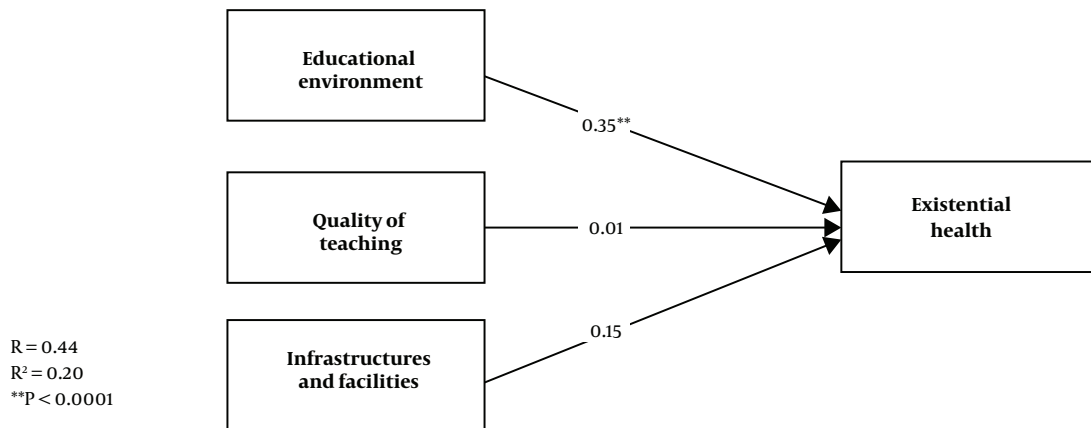 Educational
environment
0.35**
Quality of
teaching
0.01
Existential
health
0.15
Infrastructures
and facilities
R = 0.44
R² = 0.20
**P < 0.0001